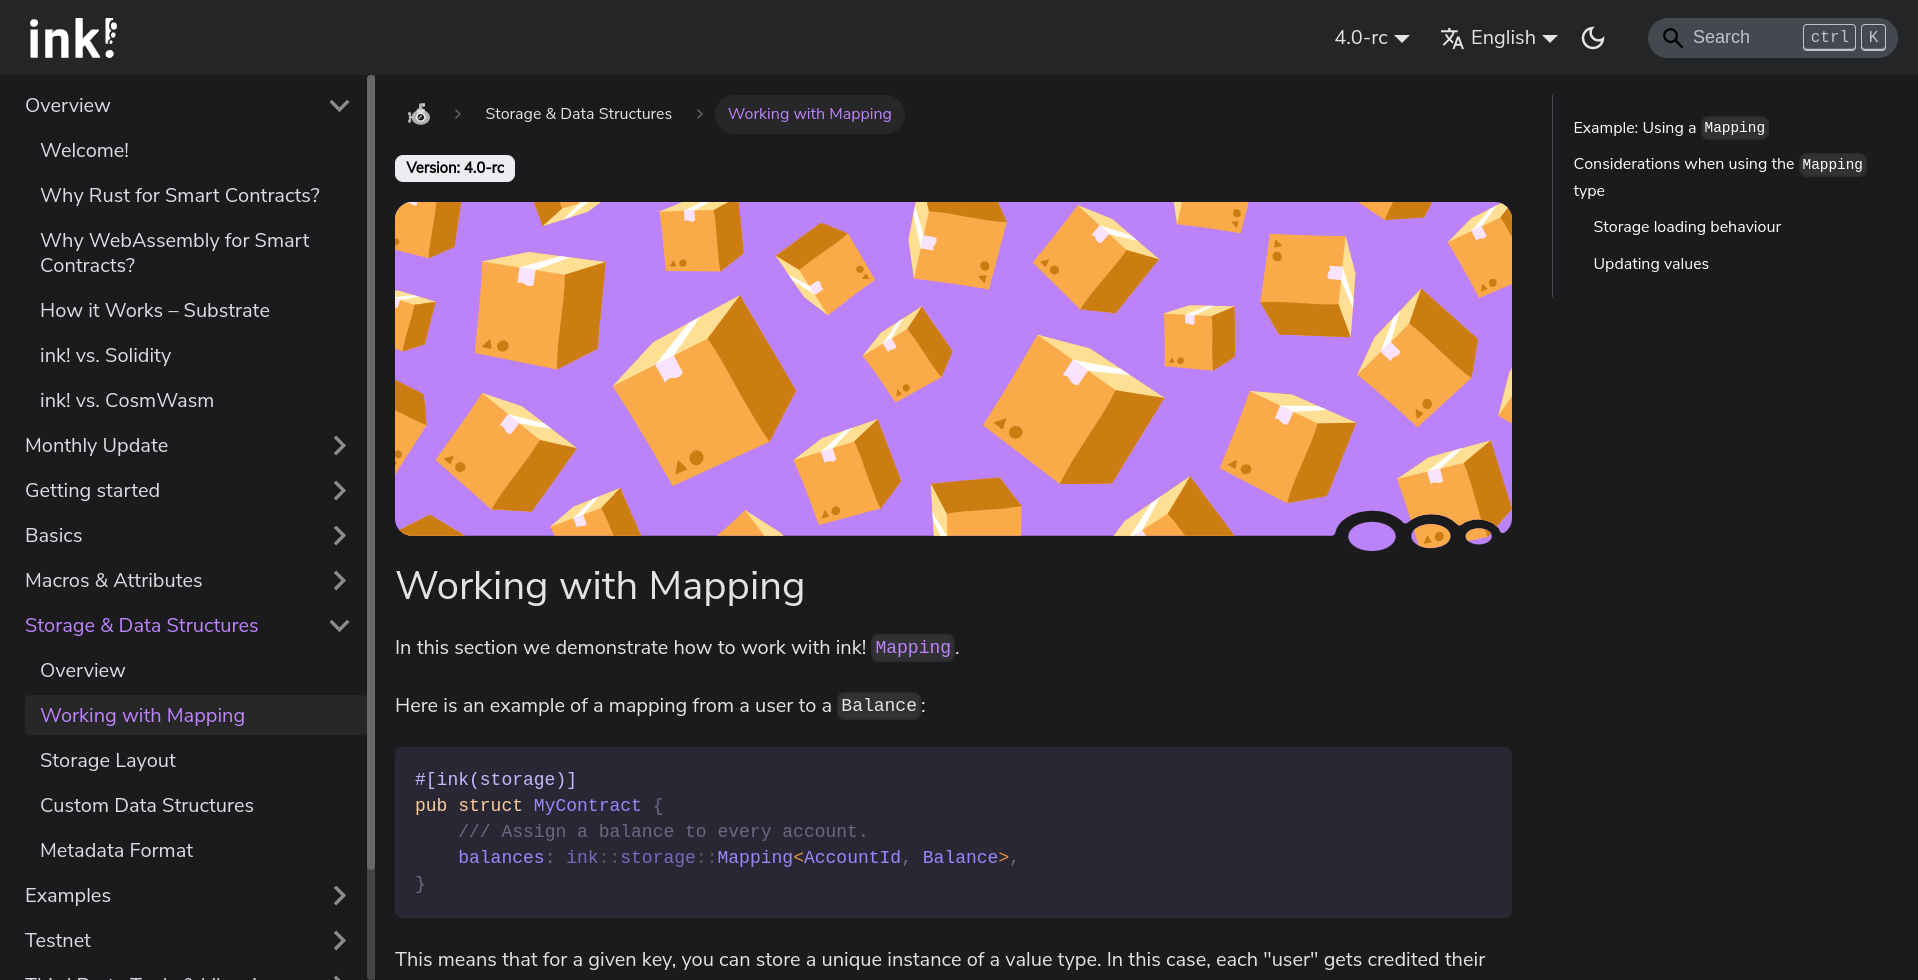 ink!
4.0-rc
English
Search
ctrl K
Overview
Welcome!
Why Rust for Smart Contracts?
Why WebAssembly for Smart
Contracts?
How it Works – Substrate
ink! vs. Solidity
ink! vs. CosmWasm
Monthly Update
Getting started
Basics
Macros & Attributes
Storage & Data Structures
Overview
Working with Mapping
Storage Layout
Custom Data Structures
Metadata Format
Examples
Testnet
Storage & Data Structures
Working with Mapping
Version: 4.0-rc
Working with Mapping
In this section we demonstrate how to work with ink! Mapping.
Here is an example of a mapping from a user to a Balance:
#[ink(storage)]
pub struct MyContract {
/// Assign a balance to every account.
balances: ink::storage::Mapping<AccountId, Balance>,
}
This means that for a given key, you can store a unique instance of a value type. In this case, each "user" gets credited their
Example: Using a Mapping
Considerations when using the Mapping
type
Storage loading behaviour
Updating values